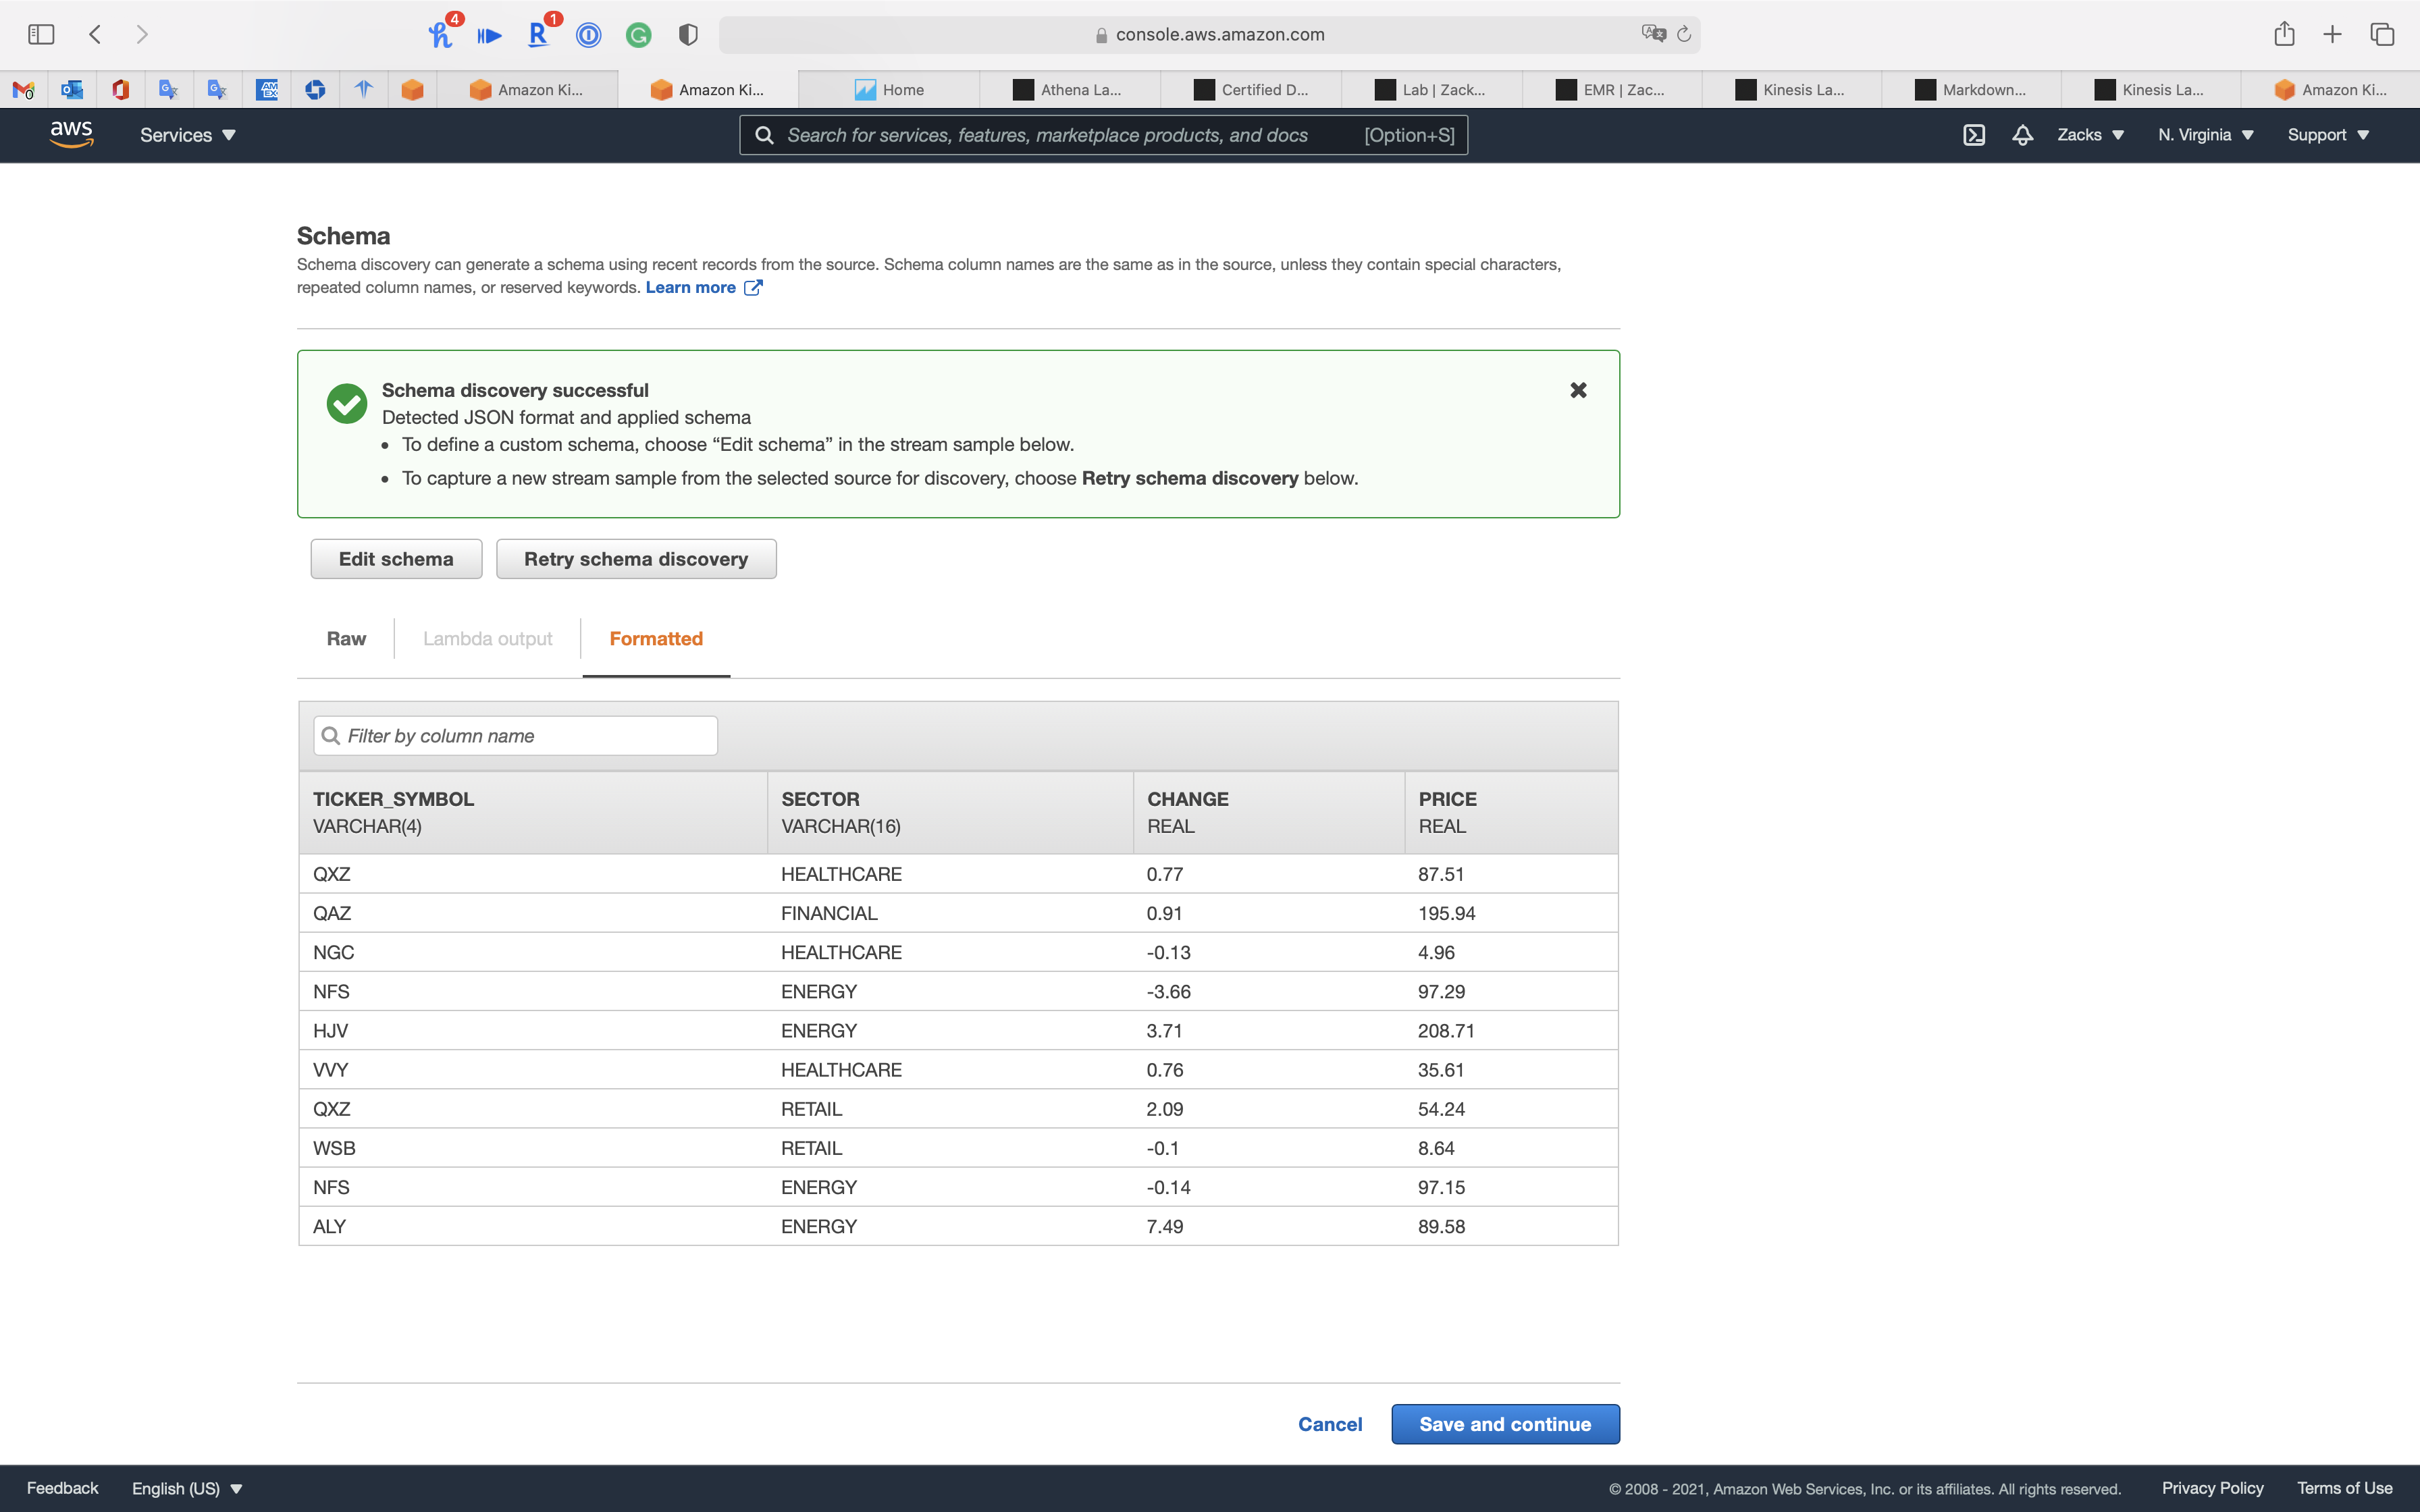 4
1
console.aws.amazon.com
Amazon Ki...
Amazon Ki...
Home
Athena La...
Certified D...
Lab | Zack...
EMR | Zac...
Kinesis La...
Markdown...
Kinesis La...
Amazon Ki...
aws
Services
Search for services, features, marketplace products, and docs [Option+S]
Zacks
N. Virginia
Support
Schema
Schema discovery can generate a schema using recent records from the source. Schema column names are the same as in the source, unless they contain special characters,
repeated column names, or reserved keywords. Learn more
Schema discovery successful
Detected JSON format and applied schema
• To define a custom schema, choose “Edit schema” in the stream sample below.
• To capture a new stream sample from the selected source for discovery, choose Retry schema discovery below.
Edit schema
Retry schema discovery
Raw
Lambda output
Formatted
Filter by column name
TICKER_SYMBOL SECTOR CHANGE PRICE
VARCHAR(4) VARCHAR(16) REAL REAL
QXZ HEALTHCARE 0.77 87.51
QAZ FINANCIAL 0.91 195.94
NGC HEALTHCARE -0.13 4.96
NFS ENERGY -3.66 97.29
HJV ENERGY 3.71 208.71
VVY HEALTHCARE 0.76 35.61
QXZ RETAIL 2.09 54.24
WSB RETAIL -0.1 8.64
NFS ENERGY -0.14 97.15
ALY ENERGY 7.49 89.58
Cancel
Save and continue
Feedback
English (US)
© 2008 - 2021, Amazon Web Services, Inc. or its affiliates. All rights reserved.
Privacy Policy
Terms of Use